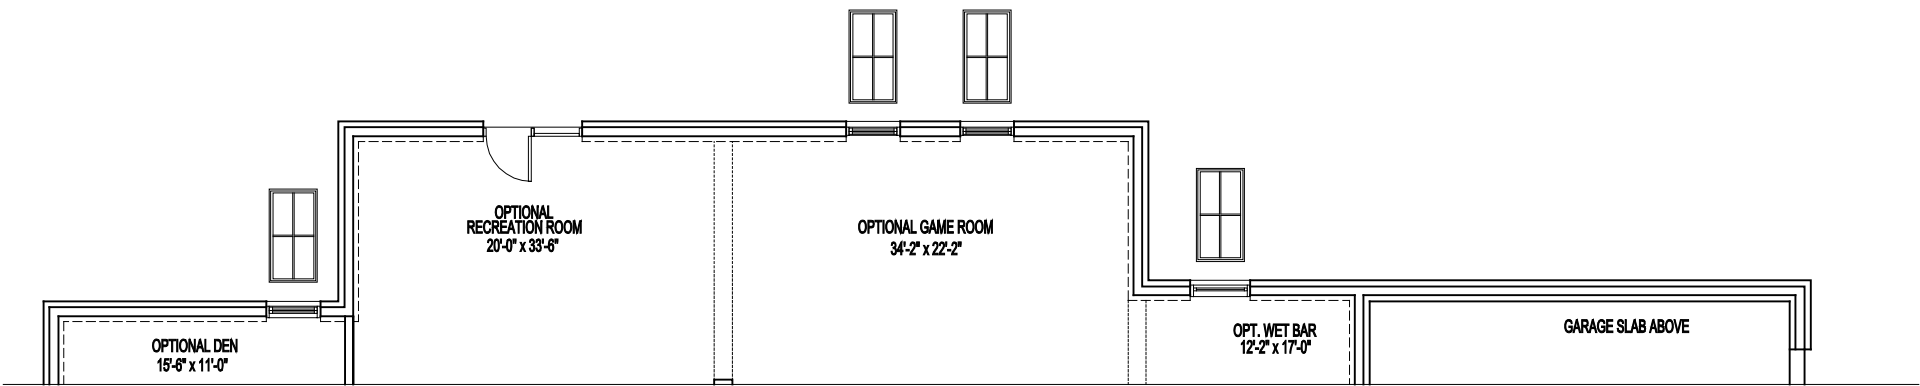 OPTIONAL
RECREATION ROOM
20'-0" x 33'-6"
OPTIONAL GAME ROOM
34'-2" x 22'-2"
OPTIONAL DEN
15'-6" x 11'-0"
OPT. WET BAR
12'-2" x 17'-0"
GARAGE SLAB ABOVE